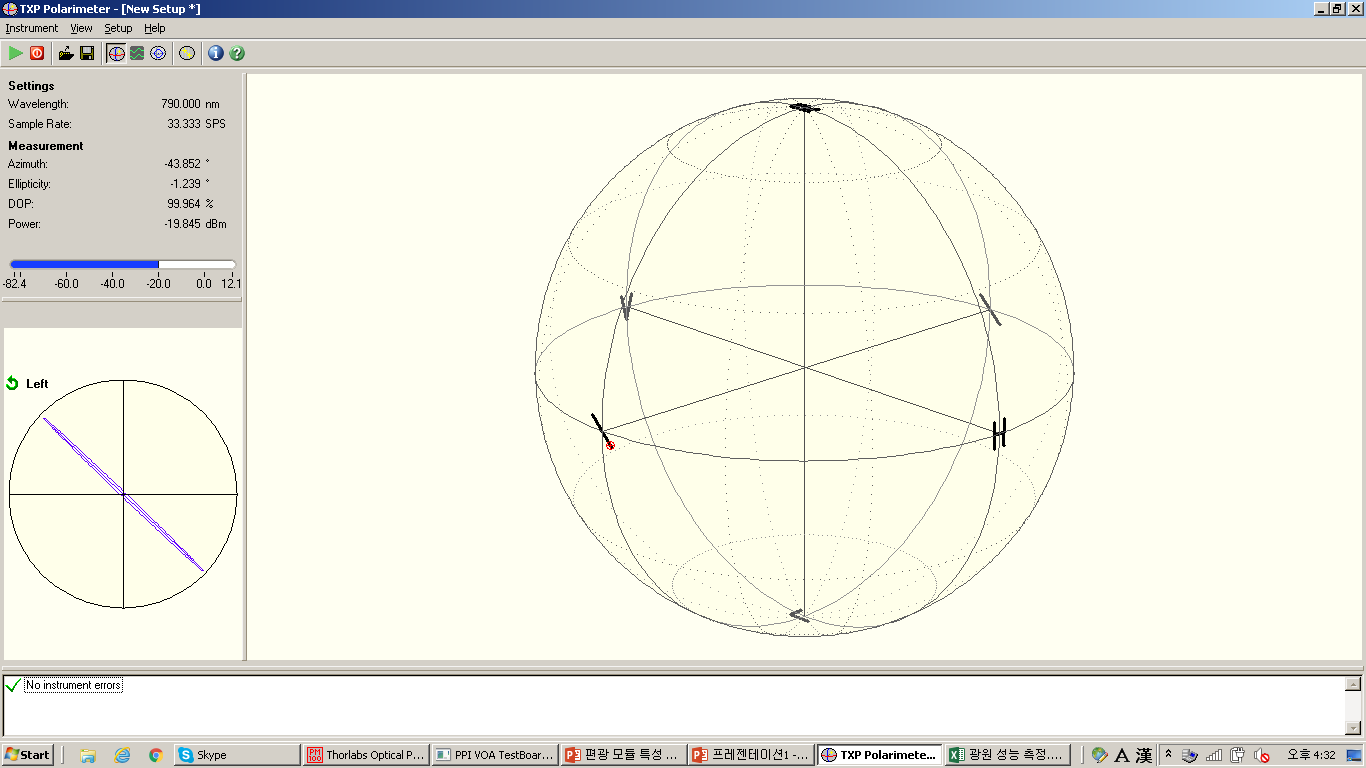 TXP Polarimeter - [New Setup *]
Instrument View Setup Help
Settings
Wavelength: 790.000 nm
Sample Rate: 33.333 SPS
Measurement
Azimuth: -43.852 °
Ellipticity: -1.239 °
DOP: 99.964 %
Power: -19.845 dBm
-82.4 -60.0 -40.0 -20.0 0.0 12.1
Left
V
H
No instrument errors
Start Skype Thorlabs Optical P... PPI VOA TestBoar... 편광 모듈 특성 ... 프레젠테이션1 -... TXP Polarimete... 광원 성능 측정.... A 漢 오후 4:32